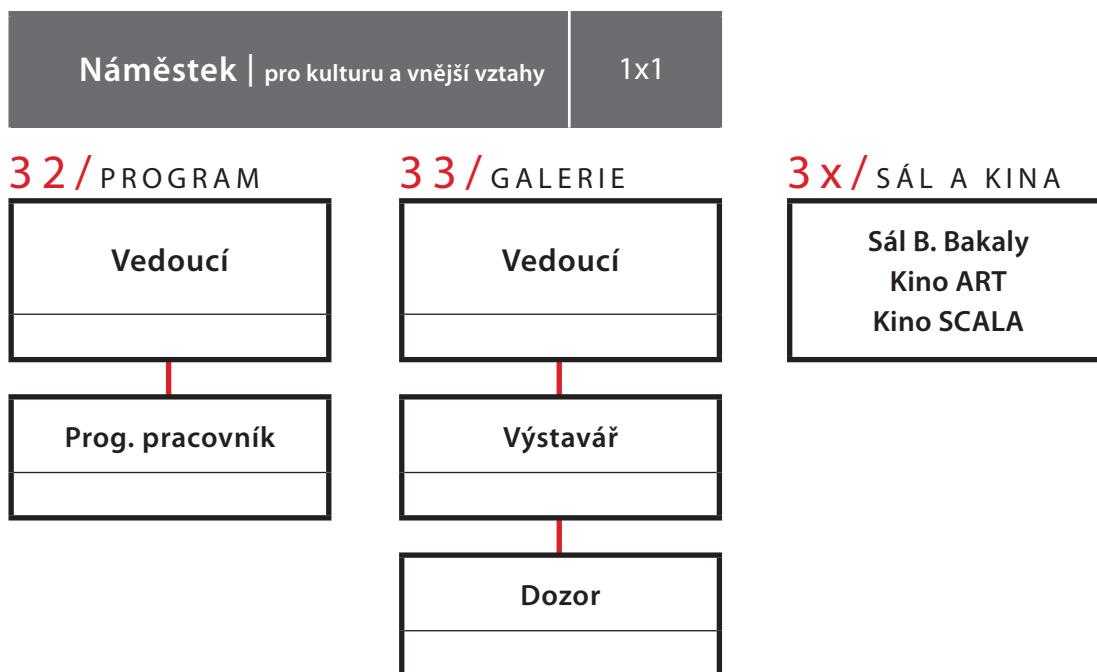 Náměstek | pro kulturu a vnější vztahy 1x1
32/PROGRAM
Vedoucí
Prog. pracovník
33/GALERIE
Vedoucí
Výstavář
Dozor
3x/SÁL A KINA
Sál B. Bakaly
Kino ART
Kino SCALA